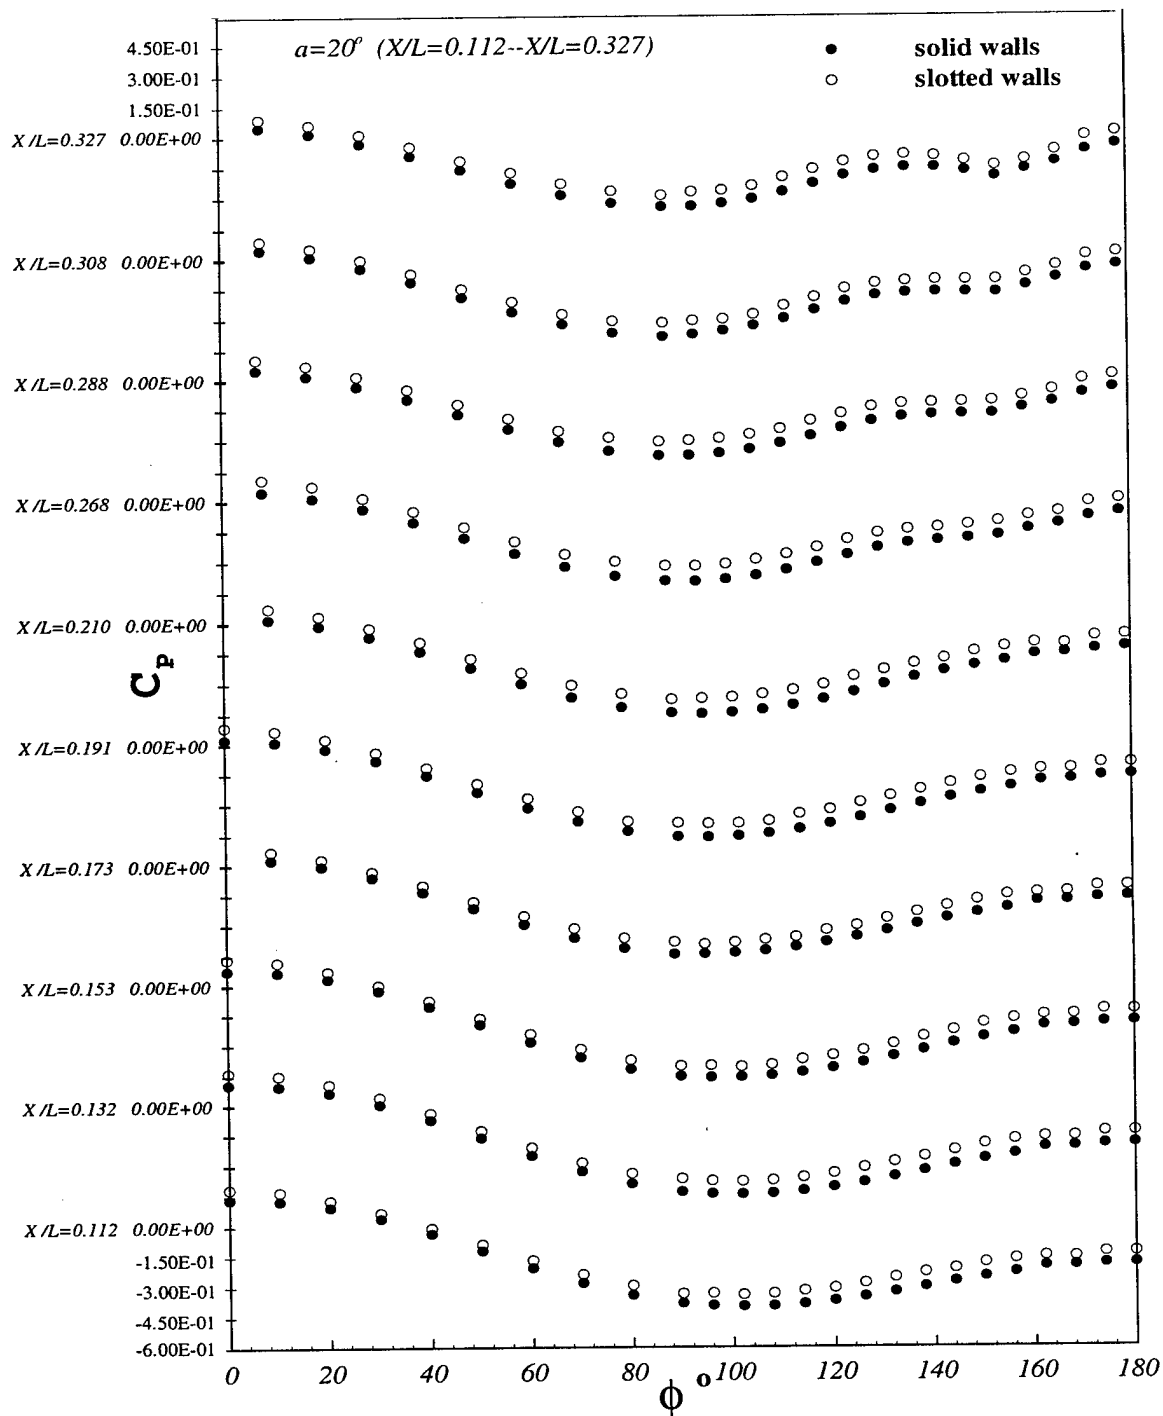 4.50E-01
a=20° (X/L=0.112--X/L=0.327)
● solid walls
3.00E-01
○ slotted walls
1.50E-01
X/L=0.327 0.00E+00
X/L=0.308 0.00E+00
X/L=0.288 0.00E+00
X/L=0.268 0.00E+00
X/L=0.210 0.00E+00
Cp
X/L=0.191 0.00E+00
X/L=0.173 0.00E+00
X/L=0.153 0.00E+00
X/L=0.132 0.00E+00
X/L=0.112 0.00E+00
-1.50E-01
-3.00E-01
-4.50E-01
-6.00E-01
0 20 40 60 80 100 120 140 160 180
ϕ°